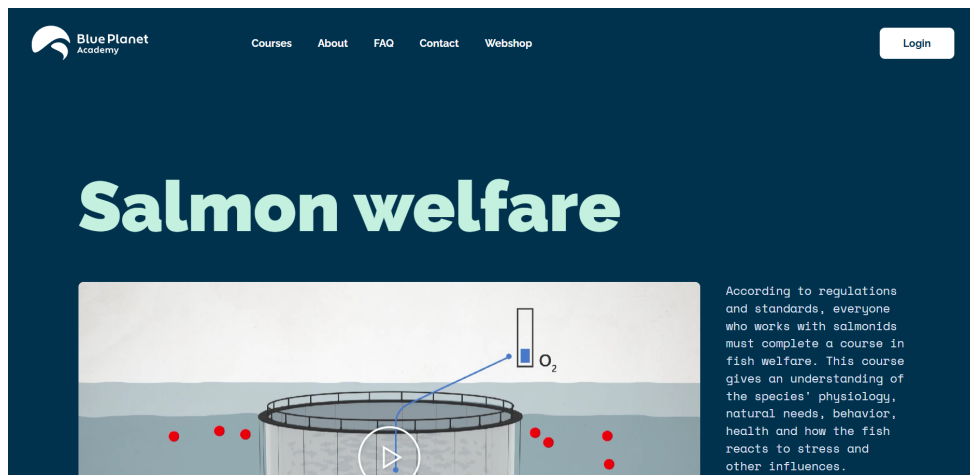 Blue Planet
Academy
Courses
About
FAQ
Contact
Webshop
Login
Salmon welfare
O2
According to regulations
and standards, everyone
who works with salmonids
must complete a course in
fish welfare. This course
gives an understanding of
the species' physiology,
natural needs, behavior,
health and how the fish
reacts to stress and
other influences.